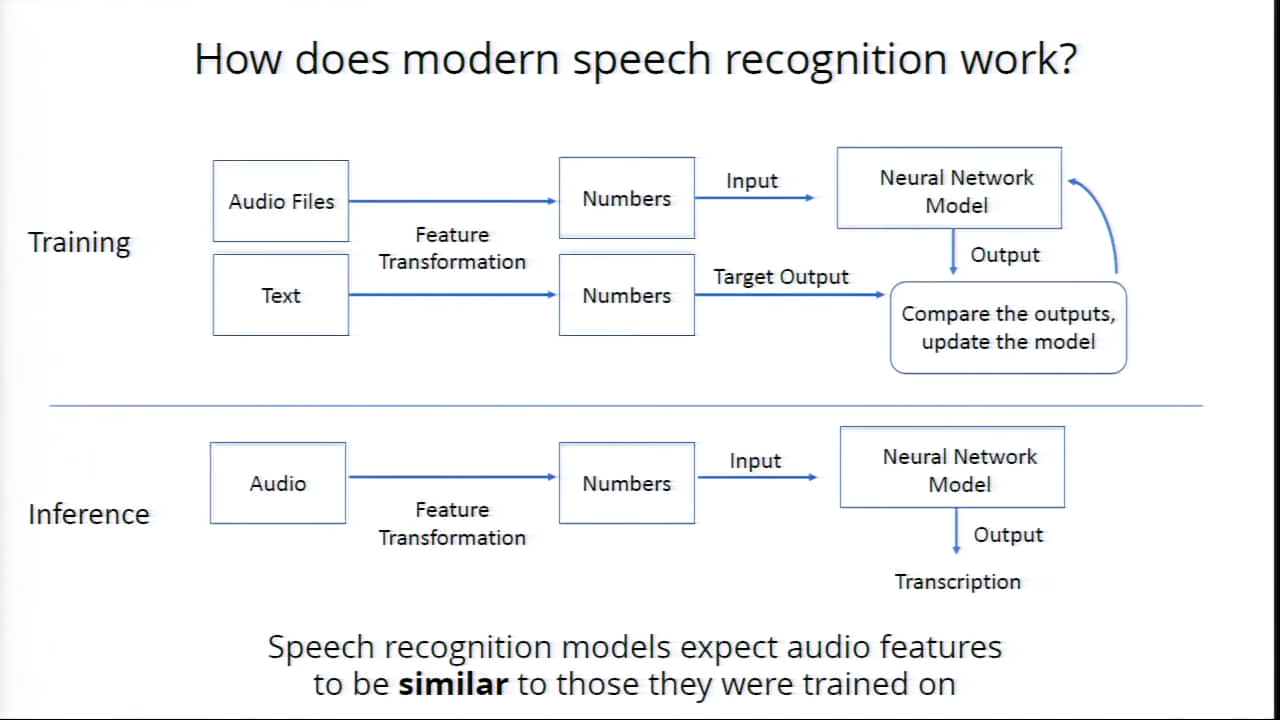 How does modern speech recognition work?
Training
Audio Files
Feature
Transformation
Text
Numbers
Numbers
Input
Target Output
Neural Network
Model
Output
Compare the outputs,
update the model
Inference
Audio
Feature
Transformation
Numbers
Input
Neural Network
Model
Output
Transcription
Speech recognition models expect audio features
to be similar to those they were trained on